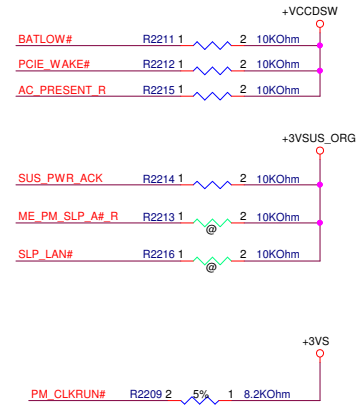 +VCCDSW
BATLOW# R2211 1 2 10KOhm
PCIE_WAKE# R2212 1 2 10KOhm
AC_PRESENT_R R2215 1 2 10KOhm
+3VSUS_ORG
SUS_PWR_ACK R2214 1 2 10KOhm
ME_PM_SLP_A#_R R2213 1 2 10KOhm
@
SLP_LAN# R2216 1 2 10KOhm
@
+3VS
PM_CLKRUN# R2209 2 5% 1 8.2KOhm